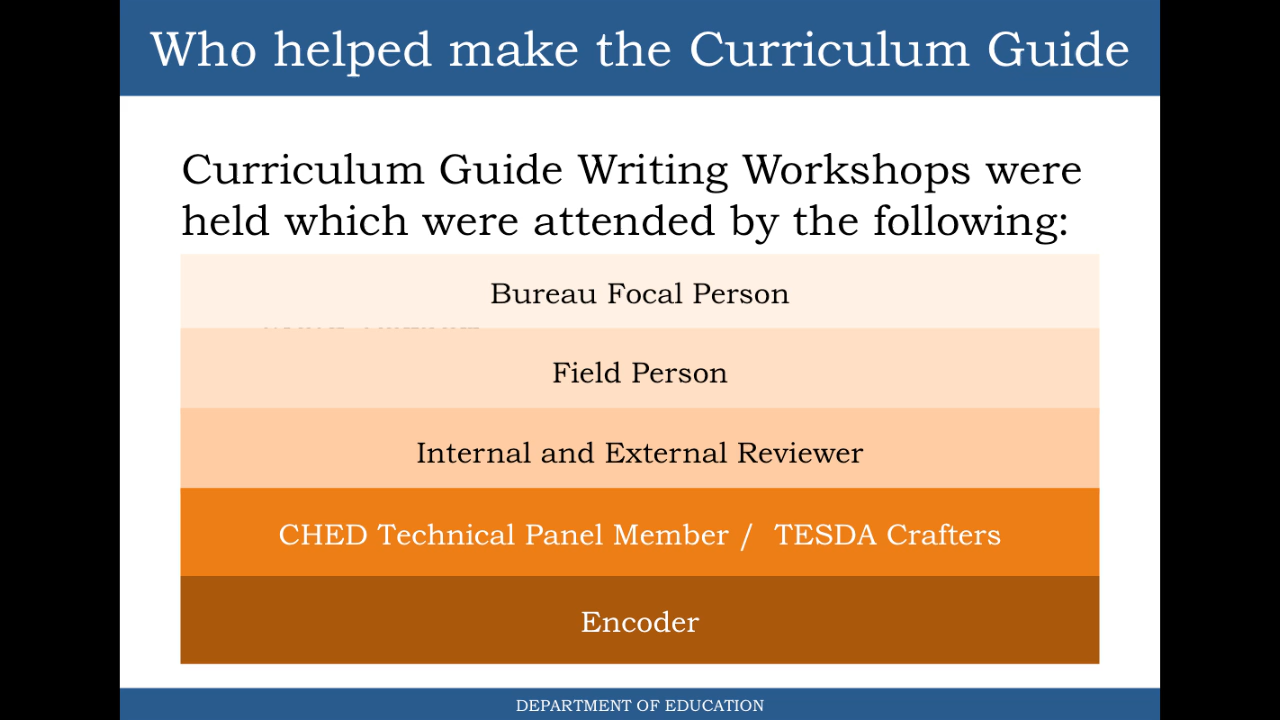 Who helped make the Curriculum Guide
Curriculum Guide Writing Workshops were
held which were attended by the following:
Bureau Focal Person
Field Person
Internal and External Reviewer
CHED Technical Panel Member /  TESDA Crafters
Encoder
DEPARTMENT OF EDUCATION